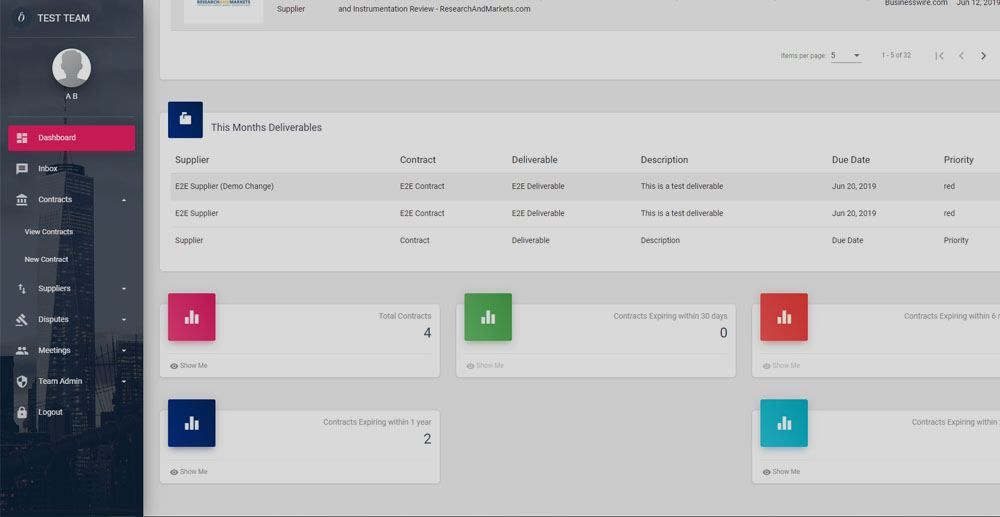 TEST TEAM
A B
Dashboard
Inbox
Contracts
View Contracts
New Contract
Suppliers
Disputes
Meetings
Team Admin
Logout
RESEARCHANDMARKETS
Supplier
and Instrumentation Review - ResearchAndMarkets.com
Businesswire.com
Jun 12, 2019
Items per page: 5
1 - 5 of 32
This Months Deliverables
Supplier Contract Deliverable Description Due Date Priority
E2E Supplier (Demo Change) E2E Contract E2E Deliverable This is a test deliverable Jun 20, 2019 red
E2E Supplier E2E Contract E2E Deliverable This is a test deliverable Jun 20, 2019 red
Supplier Contract Deliverable Description Due Date Priority
Total Contracts
4
Show Me
Contracts Expiring within 30 days
0
Show Me
Contracts Expiring within 6
Show Me
Contracts Expiring within 1 year
2
Show Me
Contracts Expiring within
Show Me